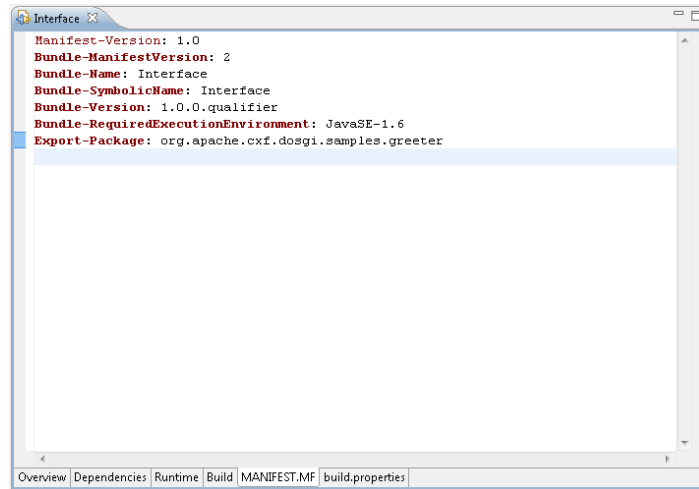 Interface
Manifest-Version: 1.0
Bundle-ManifestVersion: 2
Bundle-Name: Interface
Bundle-SymbolicName: Interface
Bundle-Version: 1.0.0.qualifier
Bundle-RequiredExecutionEnvironment: JavaSE-1.6
Export-Package: org.apache.cxf.dosgi.samples.greeter
Overview Dependencies Runtime Build MANIFEST.MF build.properties